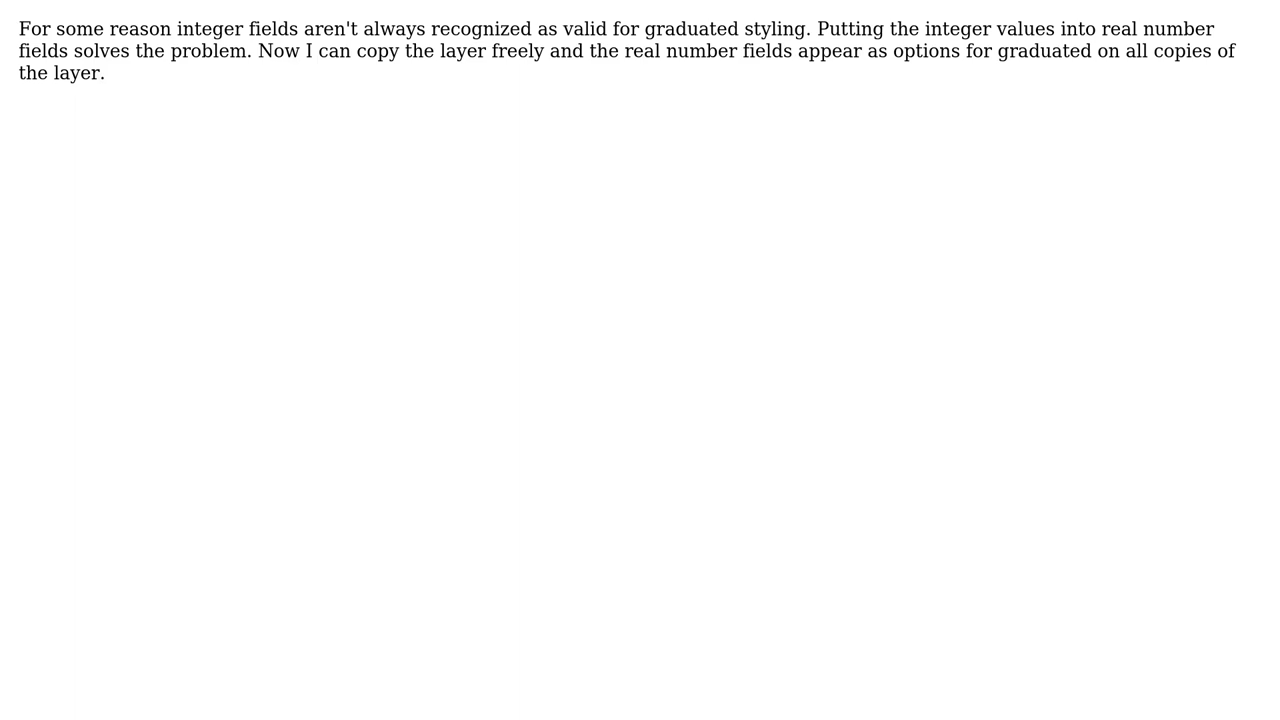 For some reason integer fields aren't always recognized as valid for graduated styling. Putting the integer values into real number
fields solves the problem. Now I can copy the layer freely and the real number fields appear as options for graduated on all copies of
the layer.